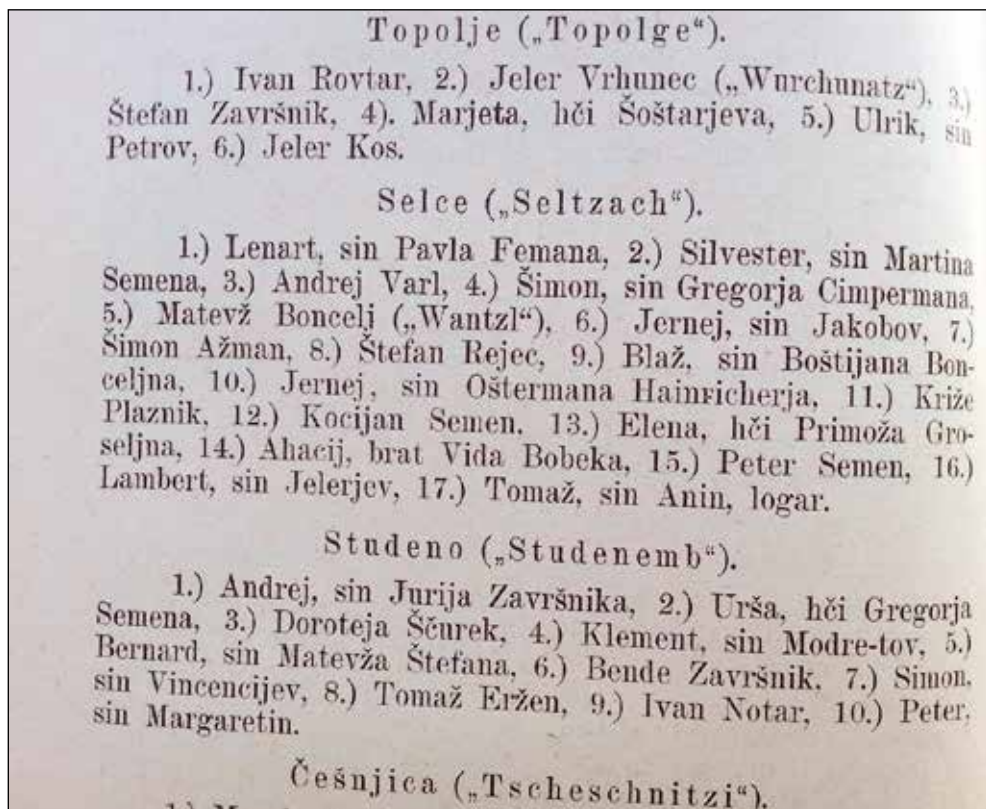 Topolje („Topolge“).
1.) Ivan Rovtar, 2.) Jeler Vrhunec („Wurchunatz“), 3.)
Štefan Završnik, 4). Marjeta, hči Šoštarjeva, 5.) Ulrik, sin
Petrov, 6.) Jeler Kos.
Selce („Seltzach“).
1.) Lenart, sin Pavla Femana, 2.) Silvester, sin Martina
Semena, 3.) Andrej Varl, 4.) Šimon, sin Gregorja Cimpermana,
5.) Matevž Boncelj („Wantzl“), 6.) Jernej, sin Jakobov, 7.)
Šimon Ažman, 8.) Štefan Rejec, 9.) Blaž, sin Boštijana Bon-
celjna, 10.) Jernej, sin Oštermana Hainricherja, 11.) Križe
Plaznik, 12.) Kocijan Semen, 13.) Elena, hči Primoža Gro-
seljna, 14.) Ahacij, brat Vida Bobeka, 15.) Peter Semen, 16.)
Lambert, sin Jelerjev, 17.) Tomaž, sin Anin, logar.
Studeno („Studenemb“).
1.) Andrej, sin Jurija Završnika, 2.) Urša, hči Gregorja
Semena, 3.) Doroteja Ščurek, 4.) Klement, sin Modre-tov, 5.)
Bernard, sin Matevža Štefana, 6.) Bende Završnik, 7.) Simon,
sin Vincencijev, 8.) Tomaž Eržen, 9.) Ivan Notar, 10.) Peter,
sin Margaretin.
Češnjica („Tscheschnitzi“).